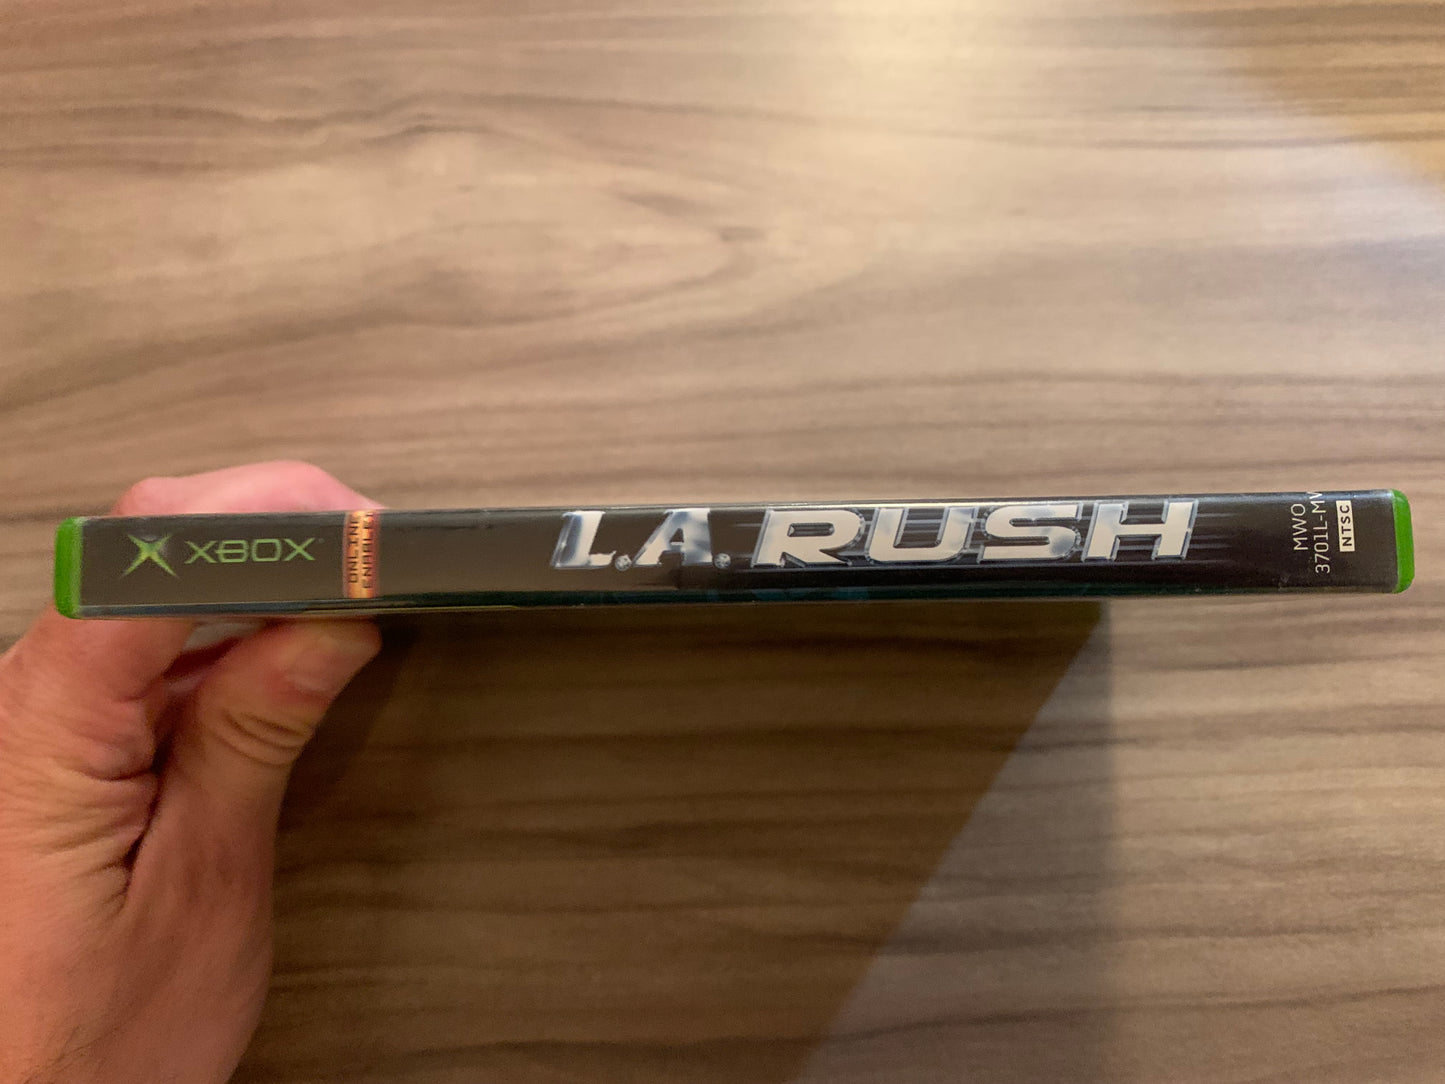 XBOX
ONLINE
ENABLED
L.A. RUSH
MWO
3701L-MV
NTSC